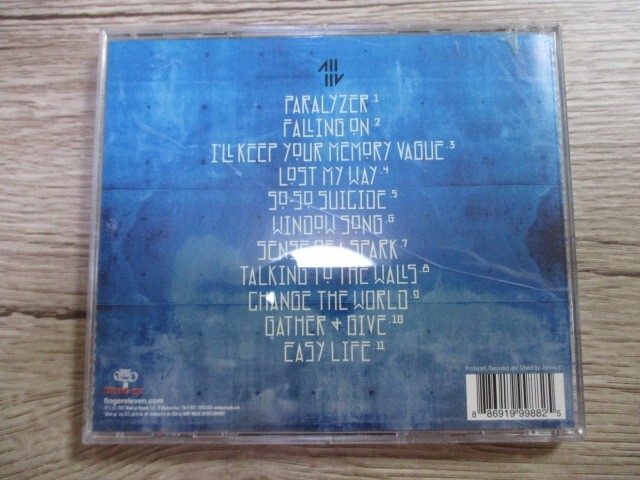 PARALYZER .1
FALLING ON .2
I'LL KEEP YOUR MEMORY VAGUE .3
LOST MY WAY .4
SO-SO SUICIDE .5
WINDOW SONG .6
SENSE OF A SPARK .7
TALKING TO THE WALLS .8
CHANGE THE WORLD .9
GATHER + GIVE .10
EASY LIFE .11
Produced, Recorded and Mixed by Johnny K
fingereleven.com
8 86919 99882 5